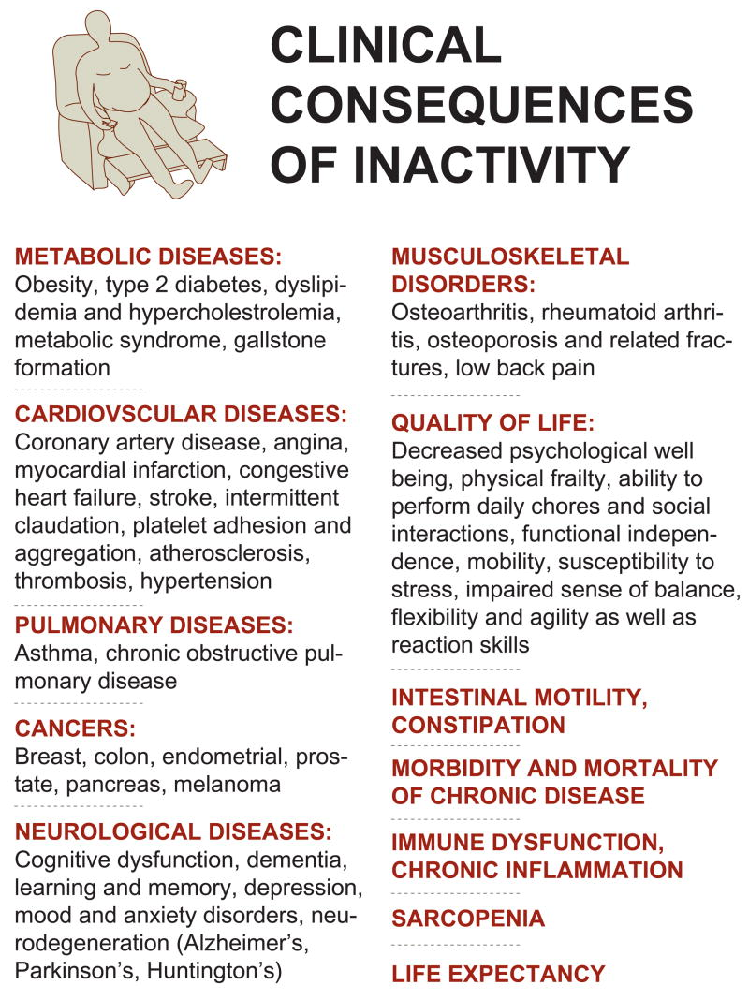 CLINICAL
CONSEQUENCES
OF INACTIVITY
METABOLIC DISEASES:
Obesity, type 2 diabetes, dyslipi-
demia and hypercholestrolemia,
metabolic syndrome, gallstone
formation
CARDIOVSCULAR DISEASES:
Coronary artery disease, angina,
myocardial infarction, congestive
heart failure, stroke, intermittent
claudation, platelet adhesion and
aggregation, atherosclerosis,
thrombosis, hypertension
PULMONARY DISEASES:
Asthma, chronic obstructive pul-
monary disease
CANCERS:
Breast, colon, endometrial, pros-
tate, pancreas, melanoma
NEUROLOGICAL DISEASES:
Cognitive dysfunction, dementia,
learning and memory, depression,
mood and anxiety disorders, neu-
rodegeneration (Alzheimer’s,
Parkinson’s, Huntington’s)
MUSCULOSKELETAL
DISORDERS:
Osteoarthritis, rheumatoid arthri-
tis, osteoporosis and related frac-
tures, low back pain
QUALITY OF LIFE:
Decreased psychological well
being, physical frailty, ability to
perform daily chores and social
interactions, functional indepen-
dence, mobility, susceptibility to
stress, impaired sense of balance,
flexibility and agility as well as
reaction skills
INTESTINAL MOTILITY,
CONSTIPATION
MORBIDITY AND MORTALITY
OF CHRONIC DISEASE
IMMUNE DYSFUNCTION,
CHRONIC INFLAMMATION
SARCOPENIA
LIFE EXPECTANCY